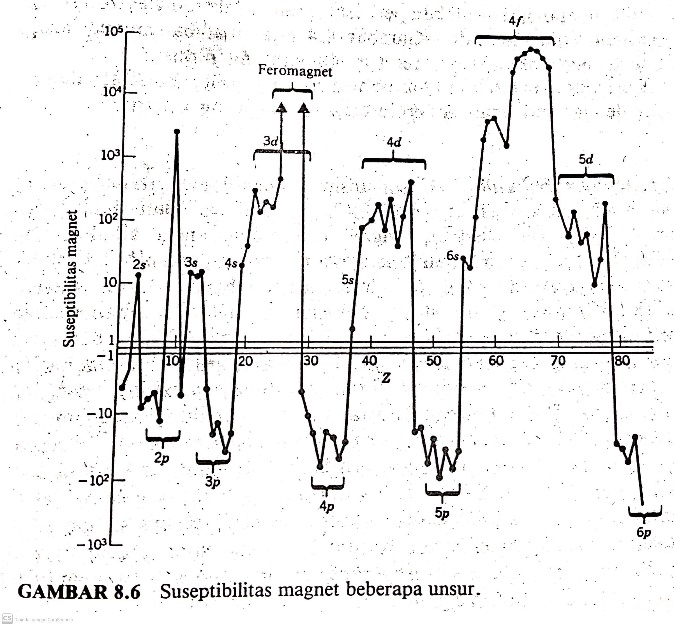 4f
10⁵
Feromagnet
10⁴
3d
4d
10³
5d
Suseptibilitas magnet
10²
2s
3s
4s
5s
6s
10
1
−1
10
20
30
40
50
60
70
80
Z
−10
2p
3p
−10²
4p
5p
6p
−10³
GAMBAR 8.6 Suseptibilitas magnet beberapa unsur.
CS